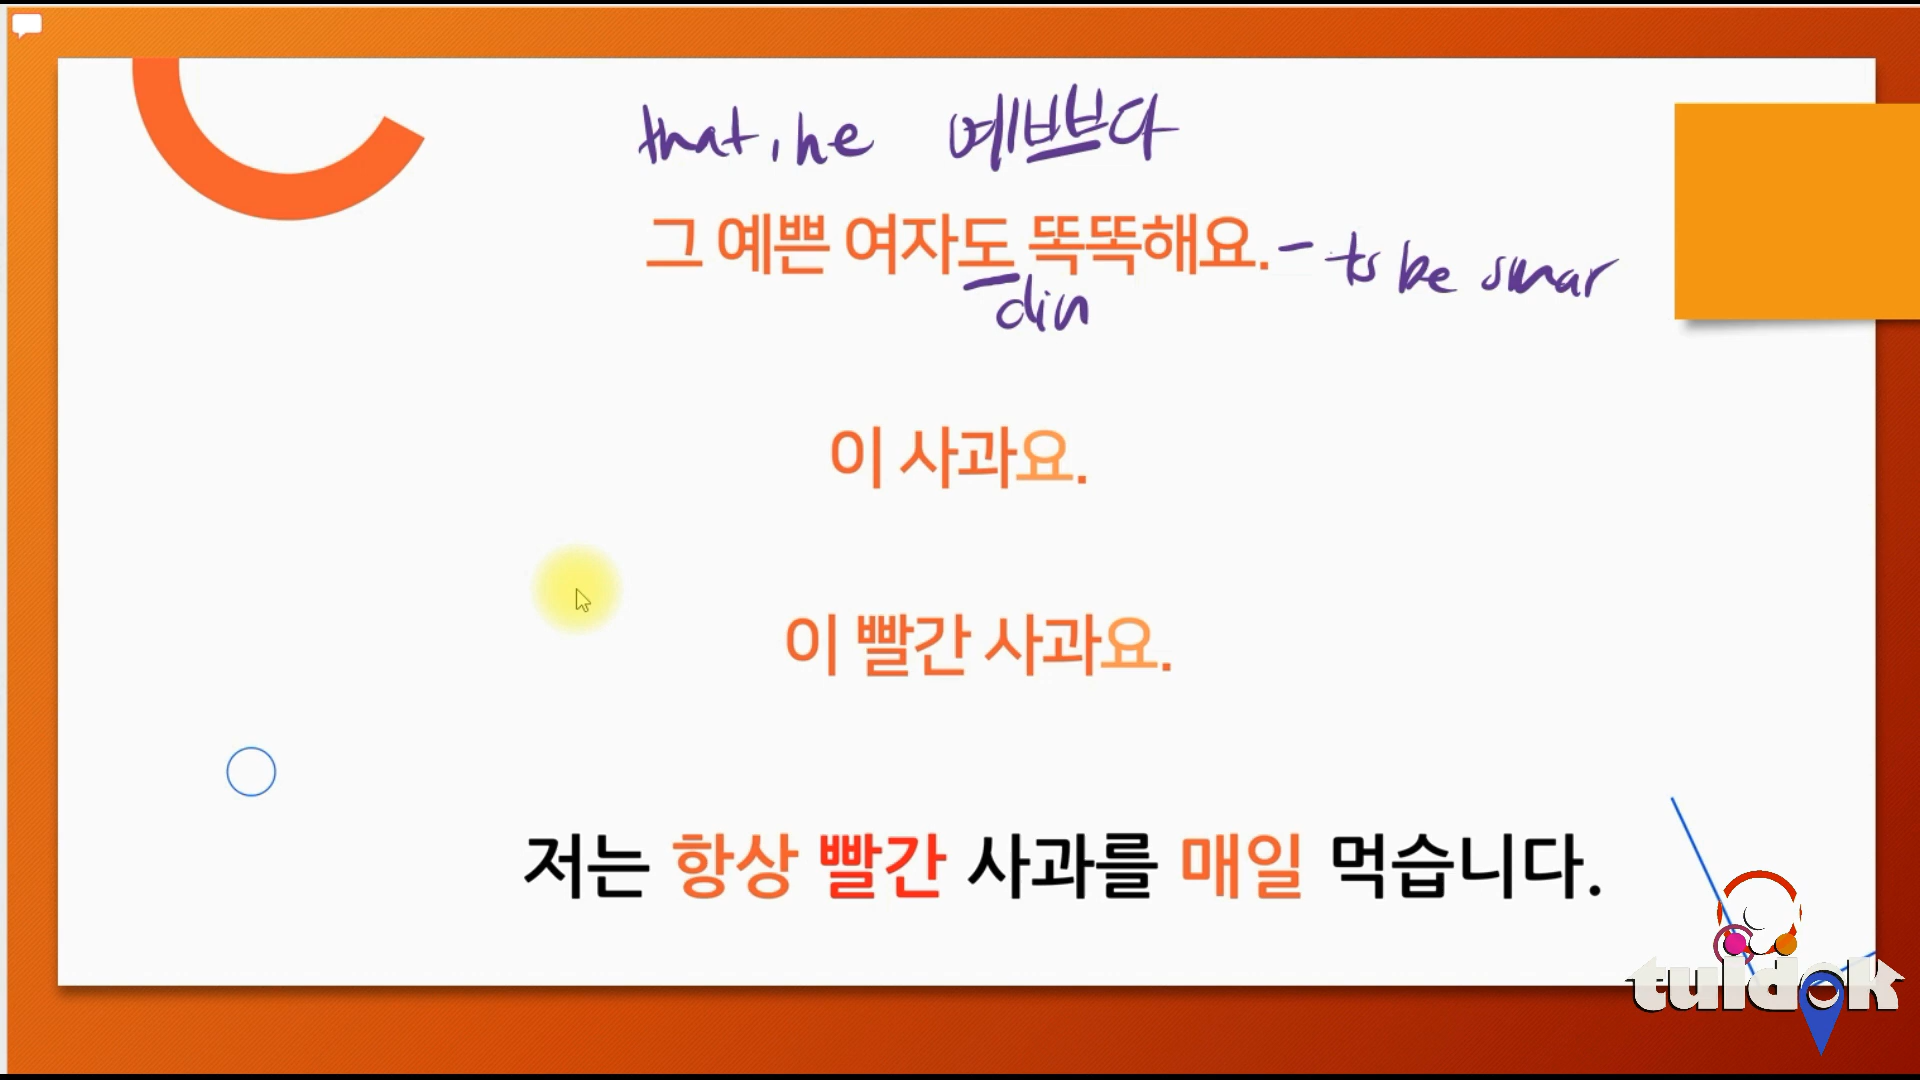 that, he 예쁘다
그 예쁜 여자도 똑똑해요. - to be smar
din
이 사과요.
이 빨간 사과요.
저는 항상 빨간 사과를 매일 먹습니다.
tuldok